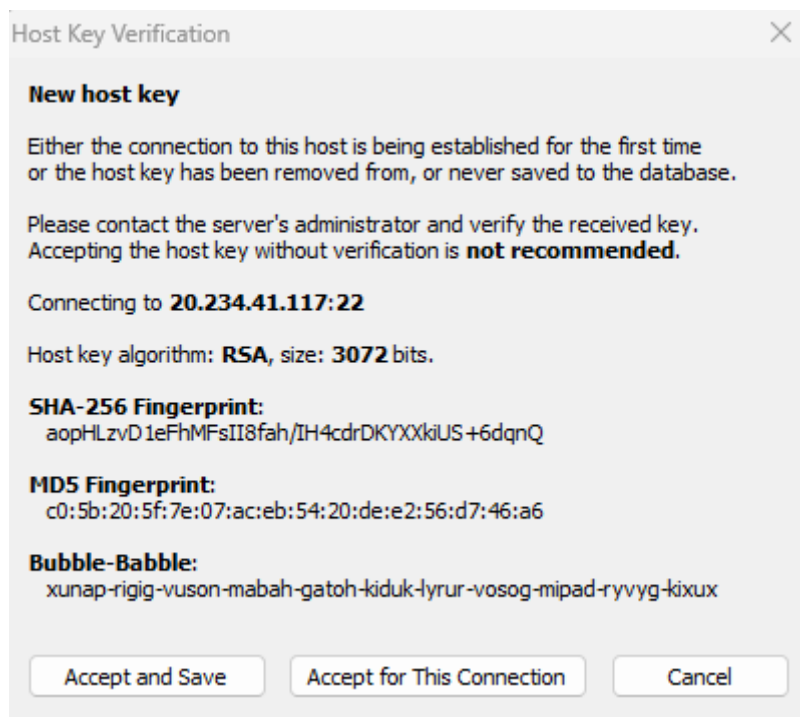 Host Key Verification
New host key
Either the connection to this host is being established for the first time
or the host key has been removed from, or never saved to the database.
Please contact the server's administrator and verify the received key.
Accepting the host key without verification is not recommended.
Connecting to 20.234.41.117:22
Host key algorithm: RSA, size: 3072 bits.
SHA-256 Fingerprint:
aopHLzvD1eFhMFsII8fah/IH4cdrDKYXXkiUS+6dqnQ
MD5 Fingerprint:
c0:5b:20:5f:7e:07:ac:eb:54:20:de:e2:56:d7:46:a6
Bubble-Babble:
xunap-rigig-vuson-mabah-gatoh-kiduk-lyrur-vosog-mipad-ryvyg-kixux
Accept and Save Accept for This Connection Cancel